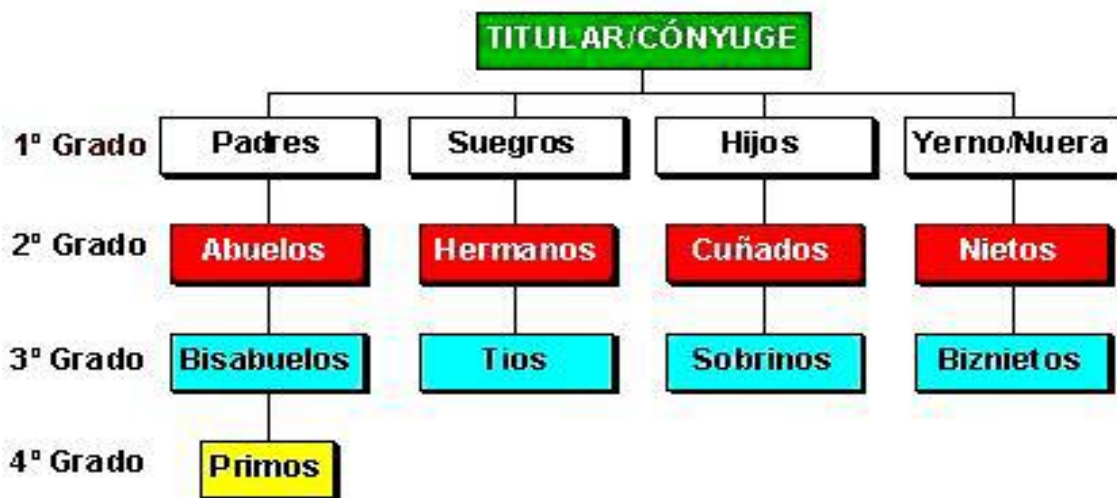 TITULAR/CÓNYUGE
1º Grado Padres Suegros Hijos Yerno/Nuera
2º Grado Abuelos Hermanos Cuñados Nietos
3º Grado Bisabuelos Tios Sobrinos Biznietos
4º Grado Primos